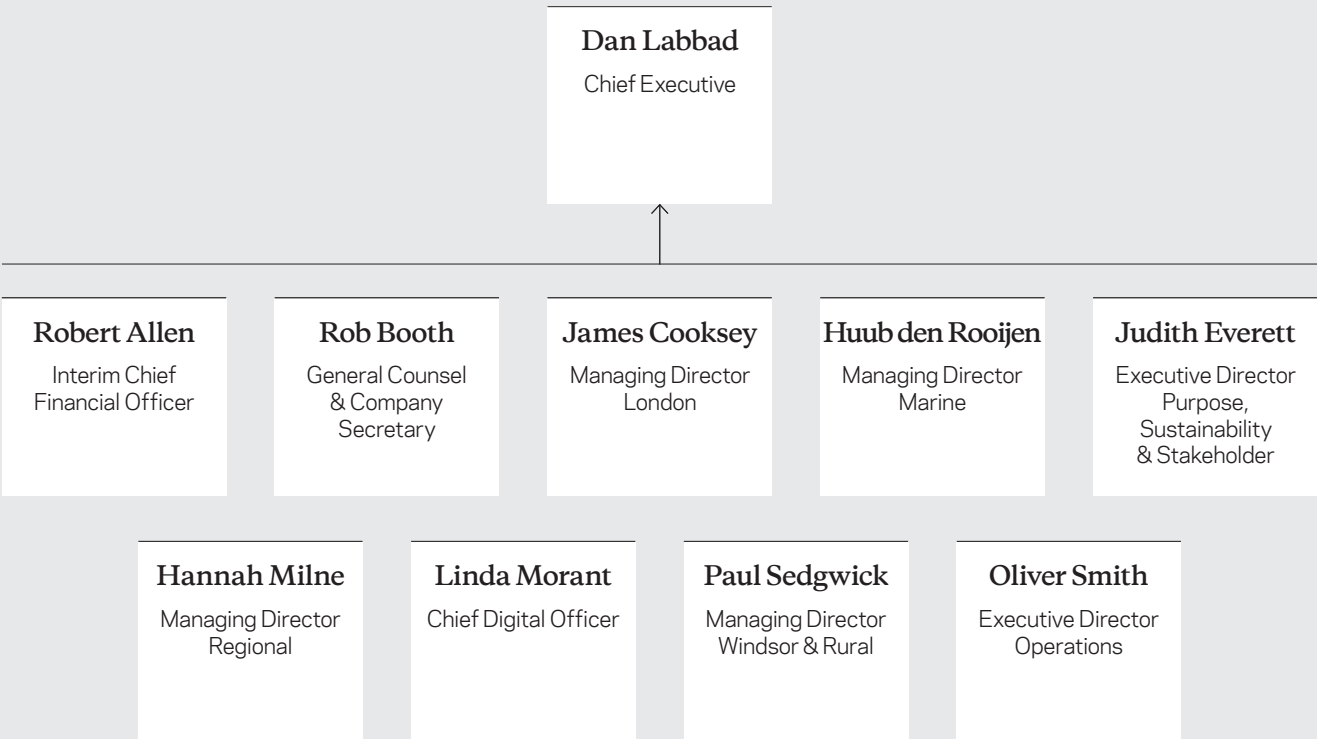 Dan Labbad
Chief Executive
Robert Allen
Interim Chief
Financial Officer
Rob Booth
General Counsel
& Company
Secretary
James Cooksey
Managing Director
London
Huub den Rooijen
Managing Director
Marine
Judith Everett
Executive Director
Purpose,
Sustainability
& Stakeholder
Hannah Milne
Managing Director
Regional
Linda Morant
Chief Digital Officer
Paul Sedgwick
Managing Director
Windsor & Rural
Oliver Smith
Executive Director
Operations